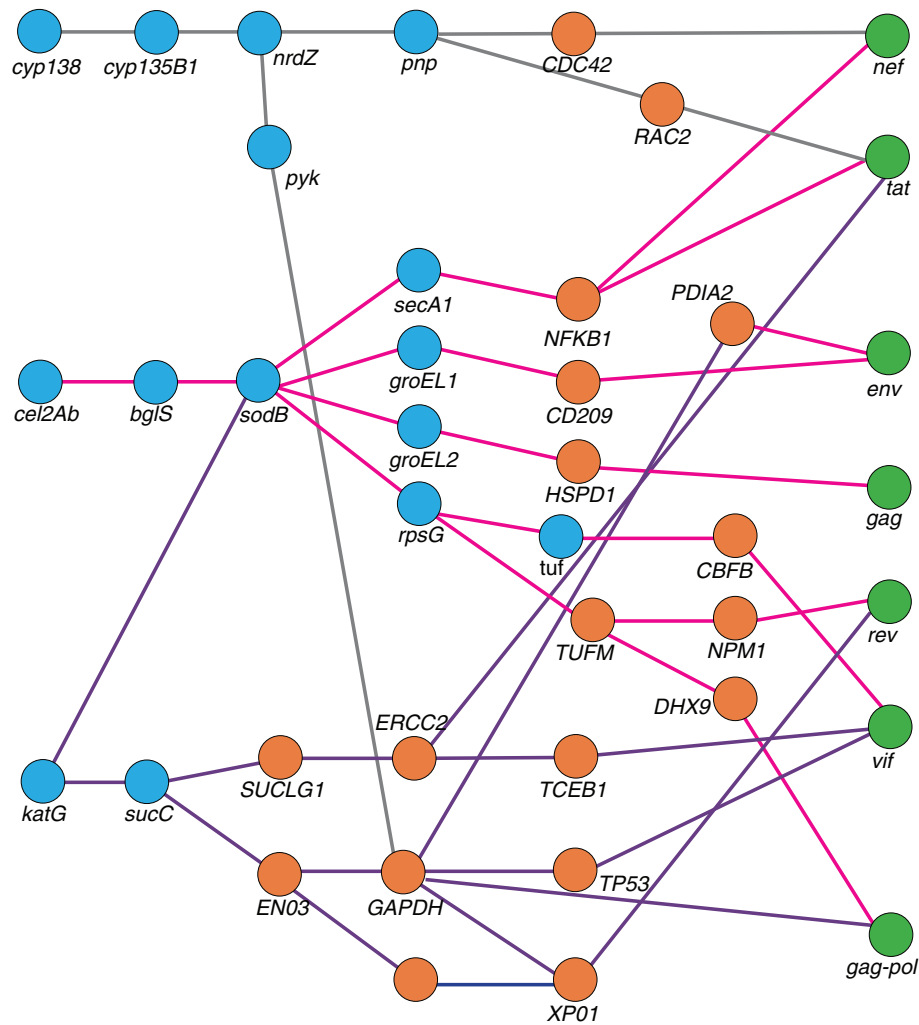 cyp138
cyp135B1
nrdZ
pnp
CDC42
nef
RAC2
pyk
tat
secA1
NFKB1
PDIA2
cel2Ab
bglS
sodB
groEL1
CD209
env
groEL2
HSPD1
gag
rpsG
tuf
CBFB
TUFM
NPM1
rev
DHX9
ERCC2
katG
sucC
SUCLG1
TCEB1
vif
EN03
GAPDH
TP53
gag-pol
XP01